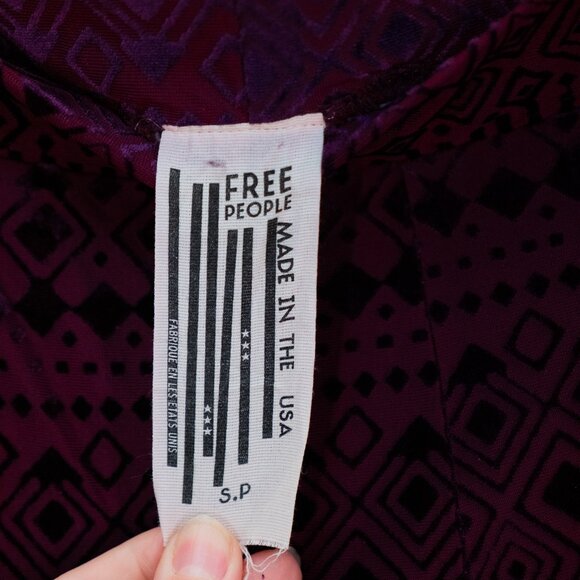 FREE
PEOPLE
MADE IN THE USA
FABRIQUE EN LES ETATS UNIS
S.P